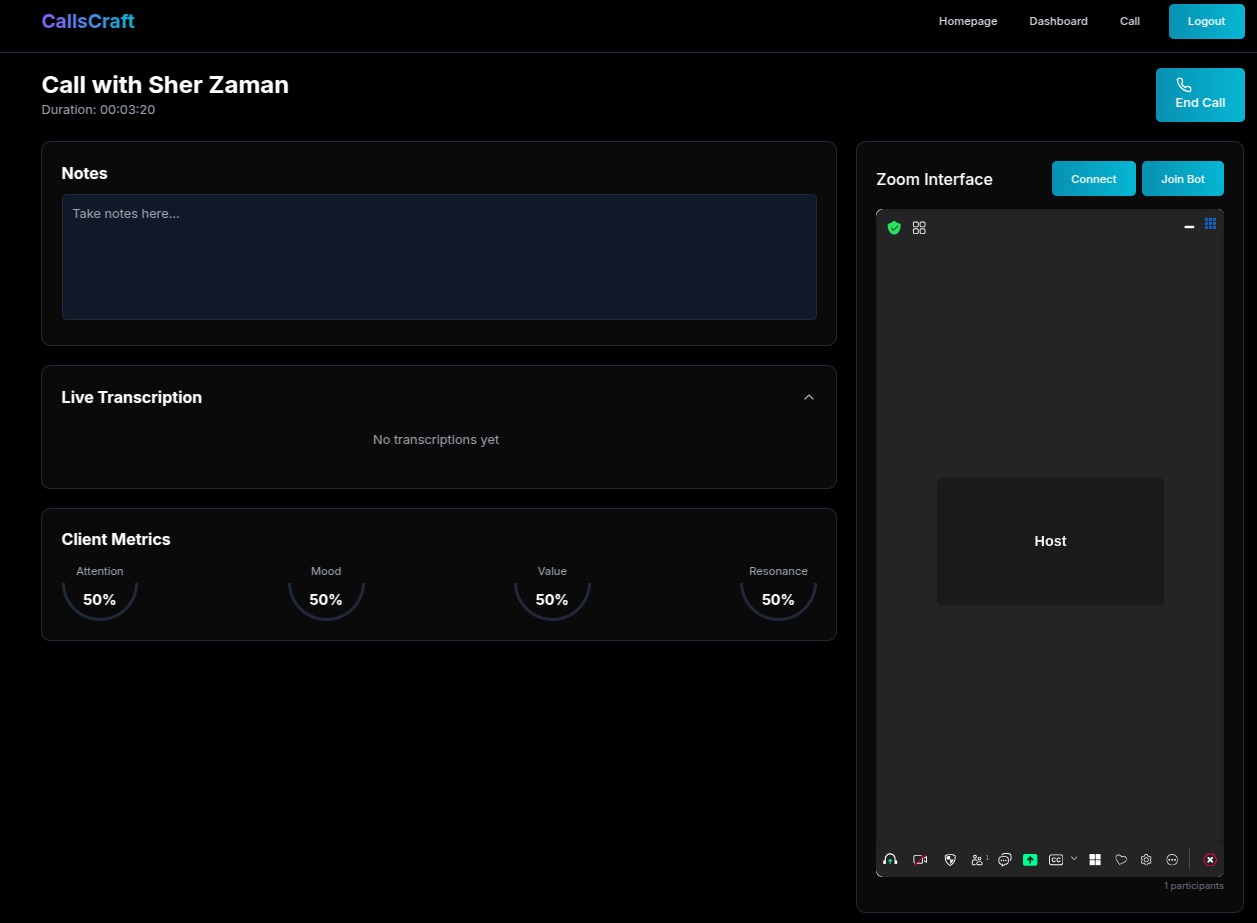 CallsCraft
Homepage
Dashboard
Call
Logout
Call with Sher Zaman
Duration: 00:03:20
End Call
Notes
Take notes here...
Live Transcription
No transcriptions yet
Client Metrics
Attention
50%
Mood
50%
Value
50%
Resonance
50%
Zoom Interface
Connect
Join Bot
Host
1
CC
1 participants